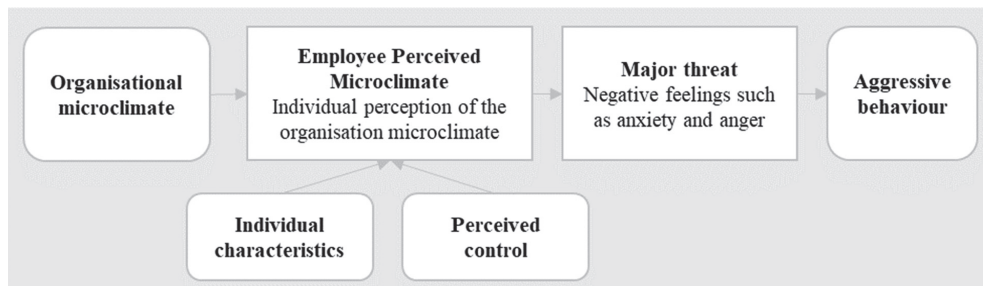 Organisational
microclimate
Employee Perceived
Microclimate
Individual perception of the
organisation microclimate
Major threat
Negative feelings such
as anxiety and anger
Aggressive
behaviour
Individual
characteristics
Perceived
control